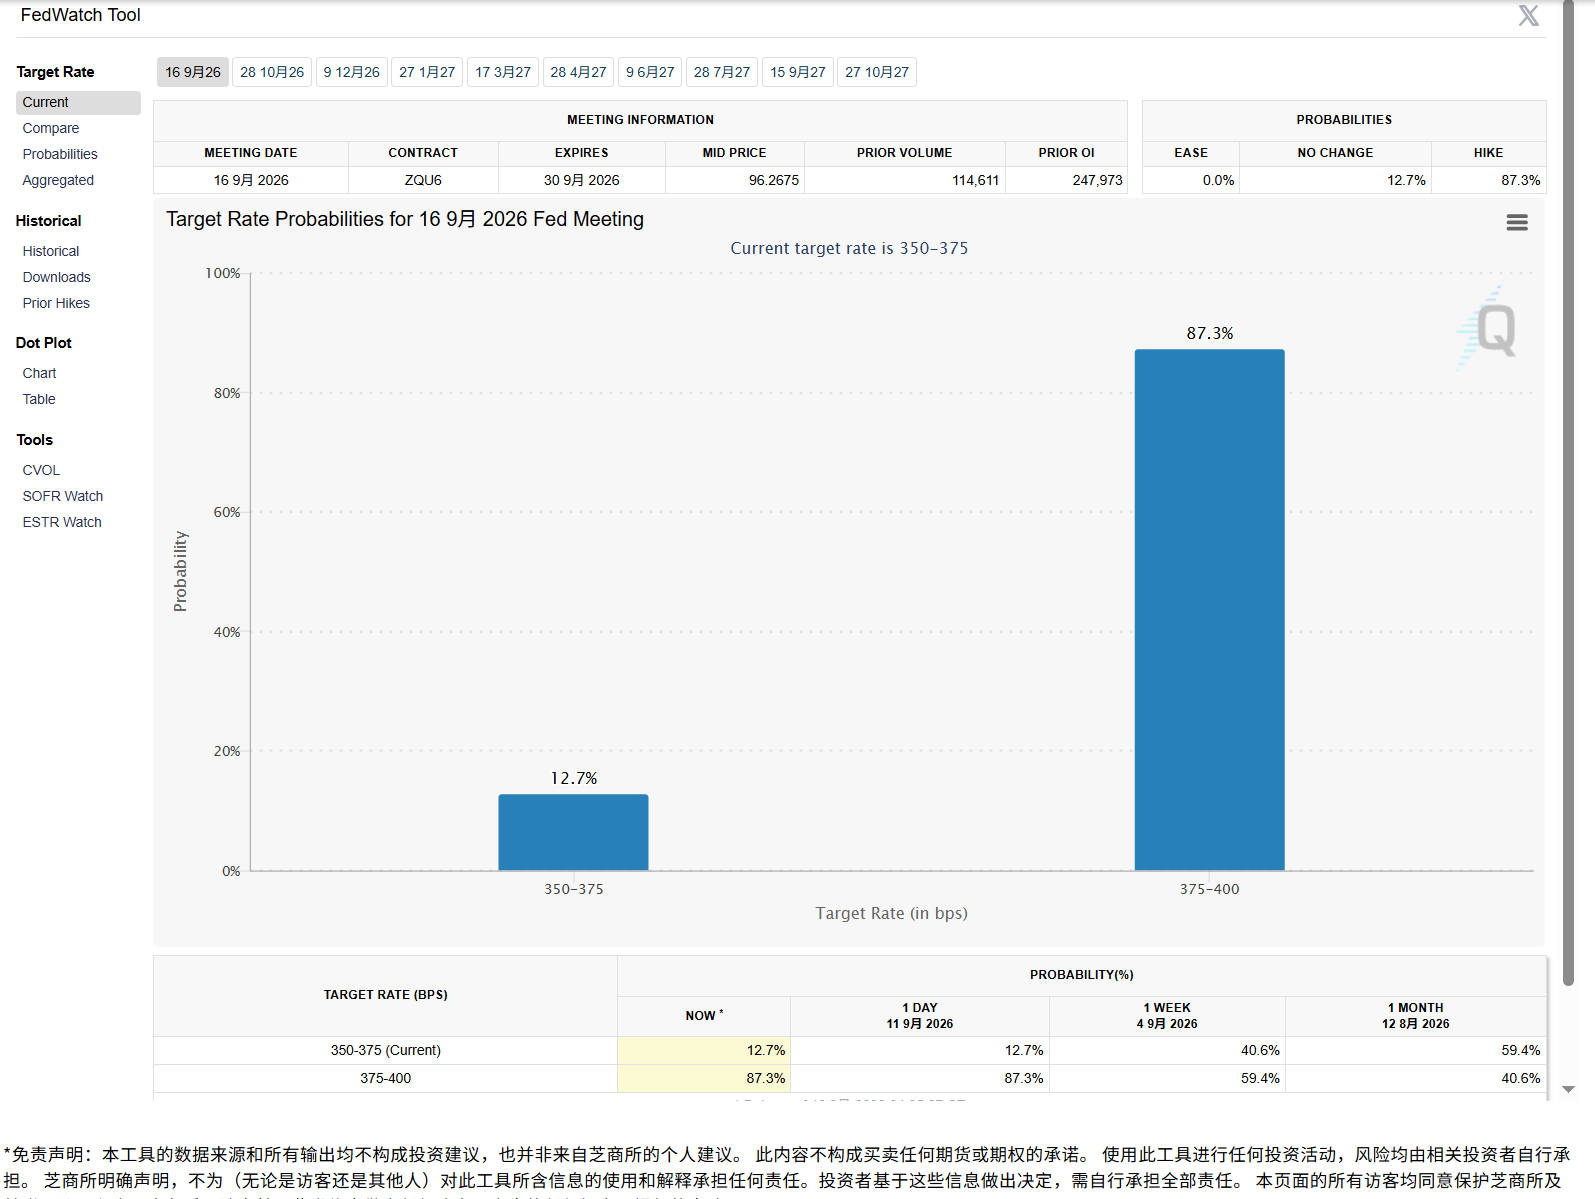 FedWatch Tool
Target Rate
Current
Compare
Probabilities
Aggregated
Historical
Historical
Downloads
Prior Hikes
Dot Plot
Chart
Table
Tools
CVOL
SOFR Watch
ESTR Watch
16 9月26 28 10月26 9 12月26 27 1月27 17 3月27 28 4月27 9 6月27 28 7月27 15 9月27 27 10月27
MEETING INFORMATION
MEETING DATE CONTRACT EXPIRES MID PRICE PRIOR VOLUME PRIOR OI
16 9月 2026 ZQU6 30 9月 2026 96.2675 114,611 247,973
PROBABILITIES
EASE NO CHANGE HIKE
0.0% 12.7% 87.3%
Target Rate Probabilities for 16 9月 2026 Fed Meeting
Current target rate is 350-375
Probability
100%
80%
60%
40%
20%
0%
12.7%
87.3%
350-375 375-400
Target Rate (in bps)
TARGET RATE (BPS) PROBABILITY(%)
NOW * 1 DAY 1 WEEK 1 MONTH
11 9月 2026 4 9月 2026 12 8月 2026
350-375 (Current) 12.7% 12.7% 40.6% 59.4%
375-400 87.3% 87.3% 59.4% 40.6%
*免责声明：本工具的数据来源和所有输出均不构成投资建议，也并非来自芝商所的个人建议。 此内容不构成买卖任何期货或期权的承诺。 使用此工具进行任何投资活动，风险均由相关投资者自行承
担。 芝商所明确声明，不为（无论是访客还是其他人）对此工具所含信息的使用和解释承担任何责任。投资者基于这些信息做出决定，需自行承担全部责任。 本页面的所有访客均同意保护芝商所及